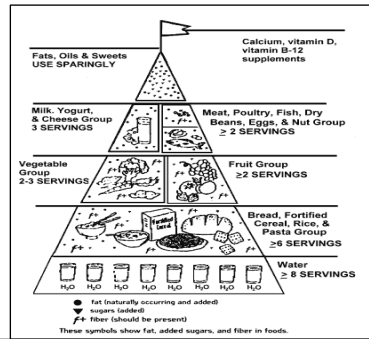 Calcium, vitamin D,
vitamin B-12
supplements
Fats, Oils & Sweets
USE SPARINGLY
Milk. Yogurt,
& Cheese Group
3 SERVINGS
Meat, Poultry, Fish, Dry
Beans, Eggs, & Nut Group
≥ 2 SERVINGS
Vegetable
Group
2-3 SERVINGS
Fruit Group
≥2 SERVINGS
Fortified
Cereal
Bread, Fortified
Cereal, Rice, &
Pasta Group
≥6 SERVINGS
Water
≥ 8 SERVINGS
H₂O H₂O H₂O H₂O H₂O H₂O H₂O H₂O
fat (naturally occurring and added)
sugars (added)
f+ fiber (should be present)
These symbols show fat, added sugars, and fiber in foods.